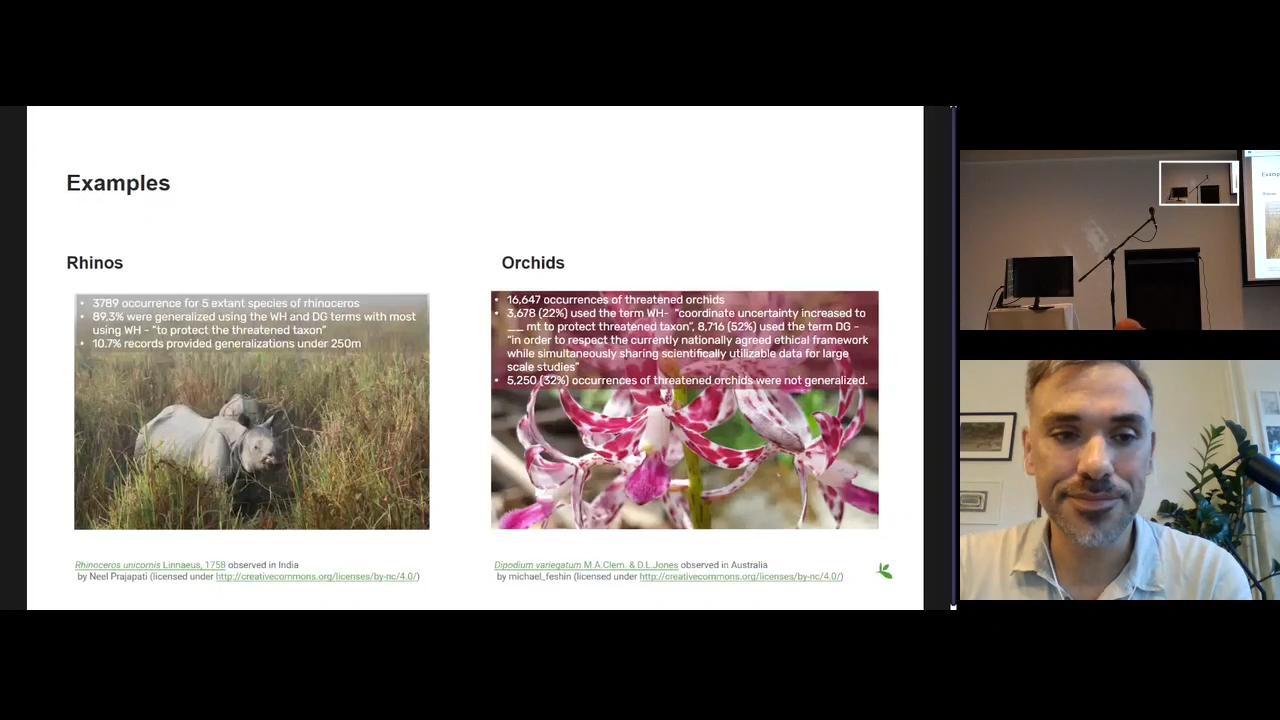 Examples
Rhinos
• 3789 occurrence for 5 extant species of rhinoceros
• 89,3% were generalized using the WH and DG terms with most
using WH - "to protect the threatened taxon"
• 10.7% records provided generalizations under 250m
Rhinoceros unicornis Linnaeus, 1758 observed in India
by Neel Prajapati (licensed under http://creativecommons.org/licenses/by-nc/4.0/)
Orchids
• 16,647 occurrences of threatened orchids
• 3,678 (22%) used the term WH- "coordinate uncertainty increased to
__ mt to protect threatened taxon", 8,716 (52%) used the term DG -
"in order to respect the currently nationally agreed ethical framework
while simultaneously sharing scientifically utilizable data for large
scale studies"
• 5,250 (32%) occurrences of threatened orchids were not generalized.
Dipodium variegatum M.A.Clem. & D.L.Jones observed in Australia
by michael_feshin (licensed under http://creativecommons.org/licenses/by-nc/4.0/)